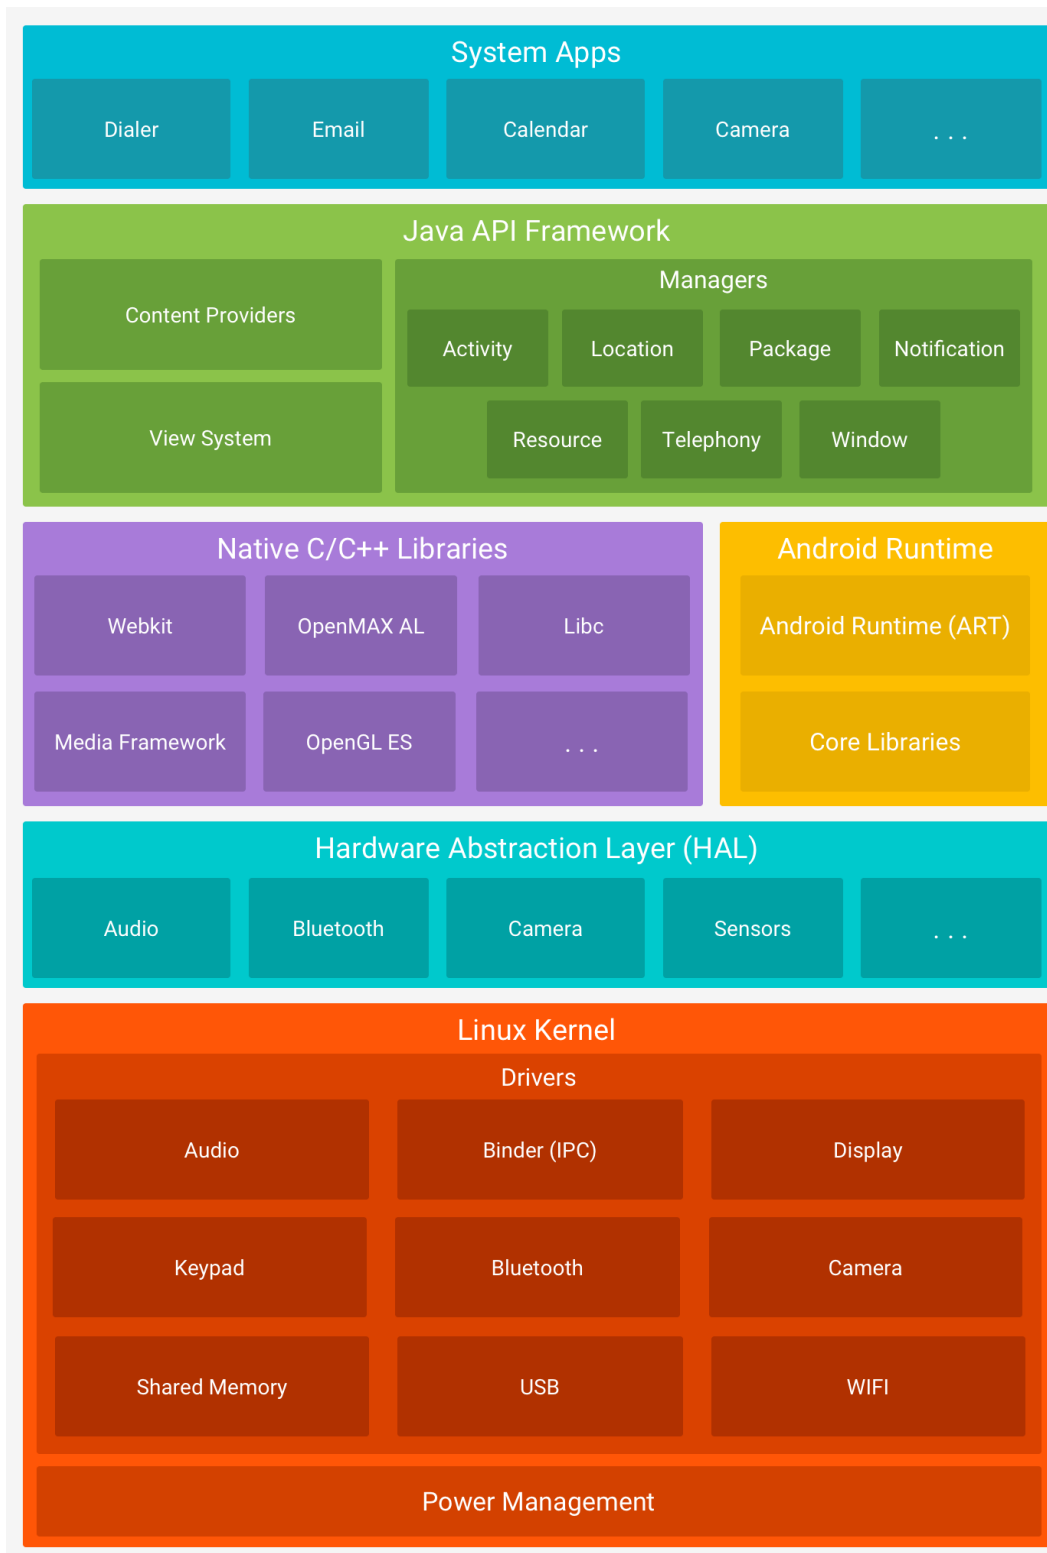 System Apps
Dialer
Email
Calendar
Camera
. . .
Java API Framework
Content Providers
View System
Managers
Activity
Location
Package
Notification
Resource
Telephony
Window
Native C/C++ Libraries
Webkit
OpenMAX AL
Libc
Media Framework
OpenGL ES
. . .
Android Runtime
Android Runtime (ART)
Core Libraries
Hardware Abstraction Layer (HAL)
Audio
Bluetooth
Camera
Sensors
. . .
Linux Kernel
Drivers
Audio
Binder (IPC)
Display
Keypad
Bluetooth
Camera
Shared Memory
USB
WIFI
Power Management